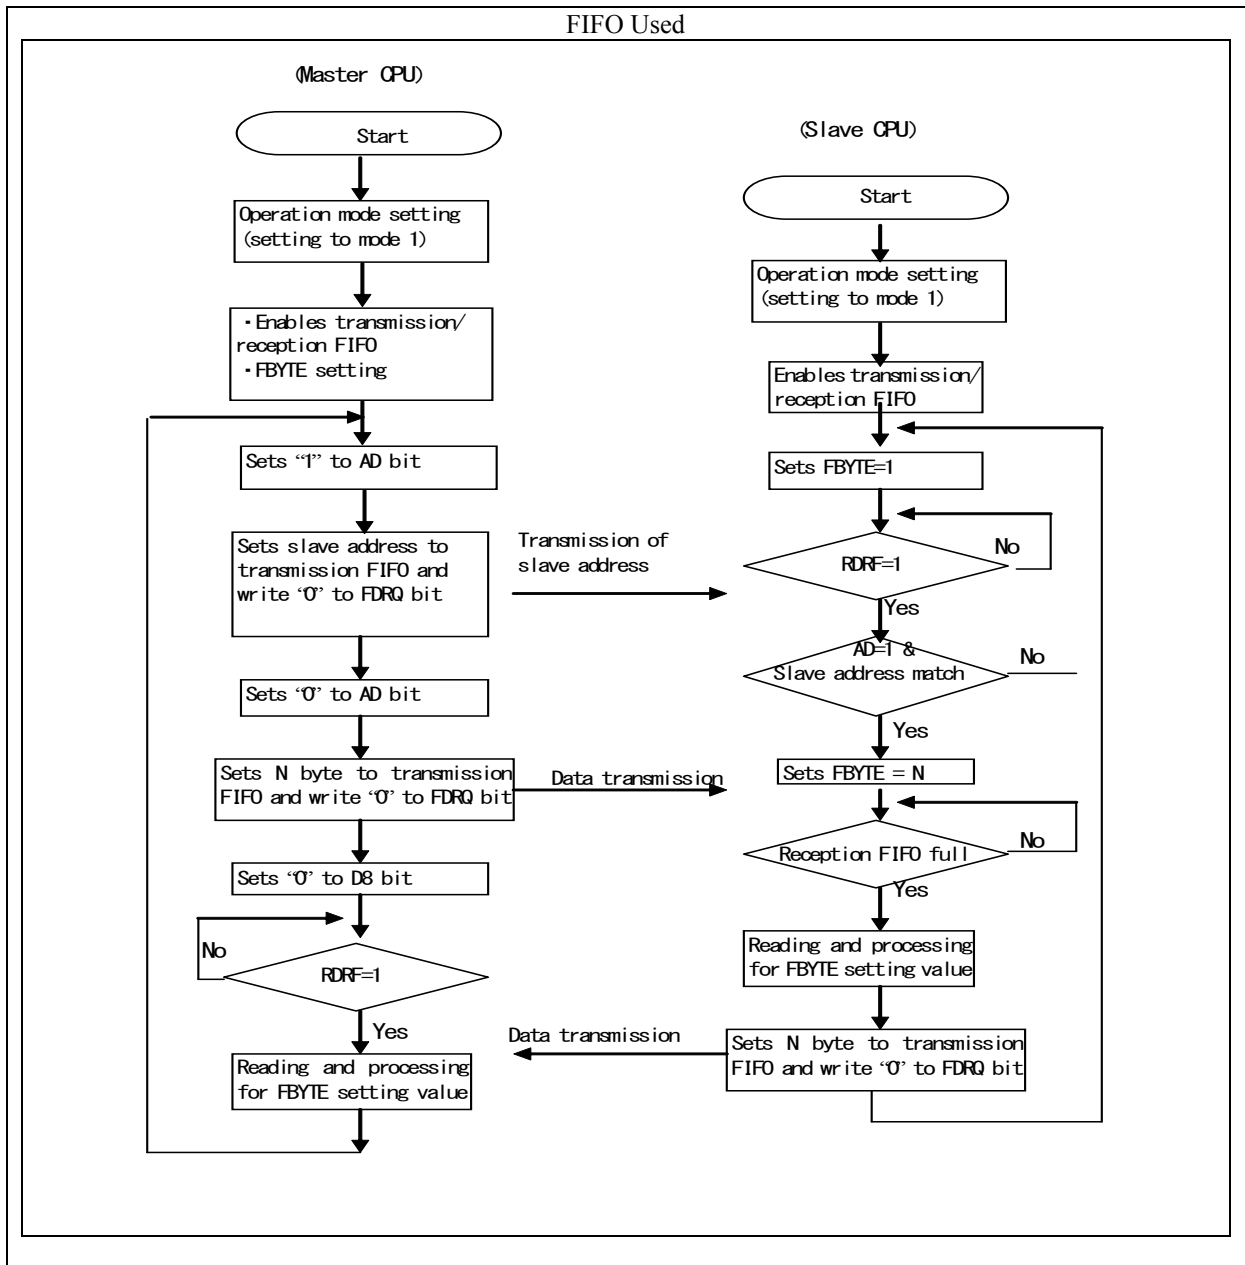 FIFO Used
(Master CPU)
Start
Operation mode setting
(setting to mode 1)
・Enables transmission/
reception FIFO
・FBYTE setting
Sets “1” to AD bit
Sets slave address to
transmission FIFO and
write “0” to FDRQ bit
Sets “0” to AD bit
Sets N byte to transmission
FIFO and write “0” to FDRQ bit
Sets “0” to D8 bit
No
RDRF=1
Yes
Reading and processing
for FBYTE setting value
Transmission of
slave address
Data transmission
Data transmission
(Slave CPU)
Start
Operation mode setting
(setting to mode 1)
Enables transmission/
reception FIFO
Sets FBYTE=1
RDRF=1
No
Yes
AD=1 &
Slave address match
No
Yes
Sets FBYTE = N
Reception FIFO full
No
Yes
Reading and processing
for FBYTE setting value
Sets N byte to transmission
FIFO and write “0” to FDRQ bit